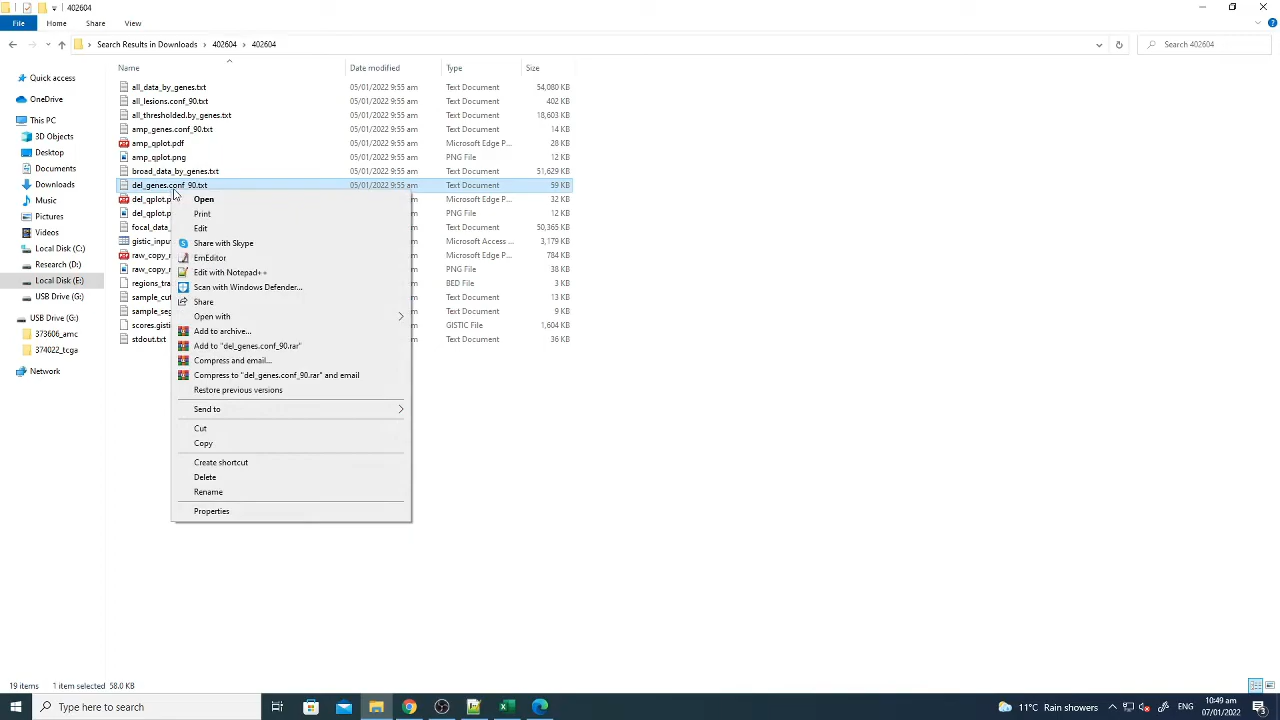 402604
File
Home
Share
View
Search Results in Downloads
402604
402604
Search 402604
Name
Date modified
Type
Size
Quick access
OneDrive
This PC
3D Objects
Desktop
Documents
Downloads
Music
Pictures
Videos
Local Disk (C:)
Research (D:)
Local Disk (E:)
USB Drive (G:)
USB Drive (G:)
373606_amc
374022_tcga
Network
all_data_by_genes.txt 05/01/2022 9:55 am Text Document 54,080 KB
all_lesions.conf_90.txt 05/01/2022 9:55 am Text Document 402 KB
all_thresholded.by_genes.txt 05/01/2022 9:55 am Text Document 18,603 KB
amp_genes.conf_90.txt 05/01/2022 9:55 am Text Document 14 KB
amp_qplot.pdf 05/01/2022 9:55 am Microsoft Edge P... 28 KB
amp_qplot.png 05/01/2022 9:55 am PNG File 12 KB
broad_data_by_genes.txt 05/01/2022 9:55 am Text Document 51,629 KB
del_genes.conf_90.txt 05/01/2022 9:55 am Text Document 59 KB
del_qplot.p m Microsoft Edge P... 32 KB
del_qplot.p m PNG File 12 KB
focal_data_ m Text Document 50,365 KB
gistic_inpu m Microsoft Access ... 3,179 KB
raw_copy_ m Microsoft Edge P... 784 KB
raw_copy_ m PNG File 38 KB
regions_tra m BED File 3 KB
sample_cu m Text Document 13 KB
sample_se m Text Document 9 KB
scores.gisti m GISTIC File 1,604 KB
stdout.txt m Text Document 36 KB
Open
Print
Edit
Share with Skype
EmEditor
Edit with Notepad++
Scan with Windows Defender...
Share
Open with
Add to archive...
Add to "del_genes.conf_90.rar"
Compress and email...
Compress to "del_genes.conf_90.rar" and email
Restore previous versions
Send to
Cut
Copy
Create shortcut
Delete
Rename
Properties
19 items
1 item selected 58.0 KB
Type here to search
11°C Rain showers
ENG
10:49 am
07/01/2022